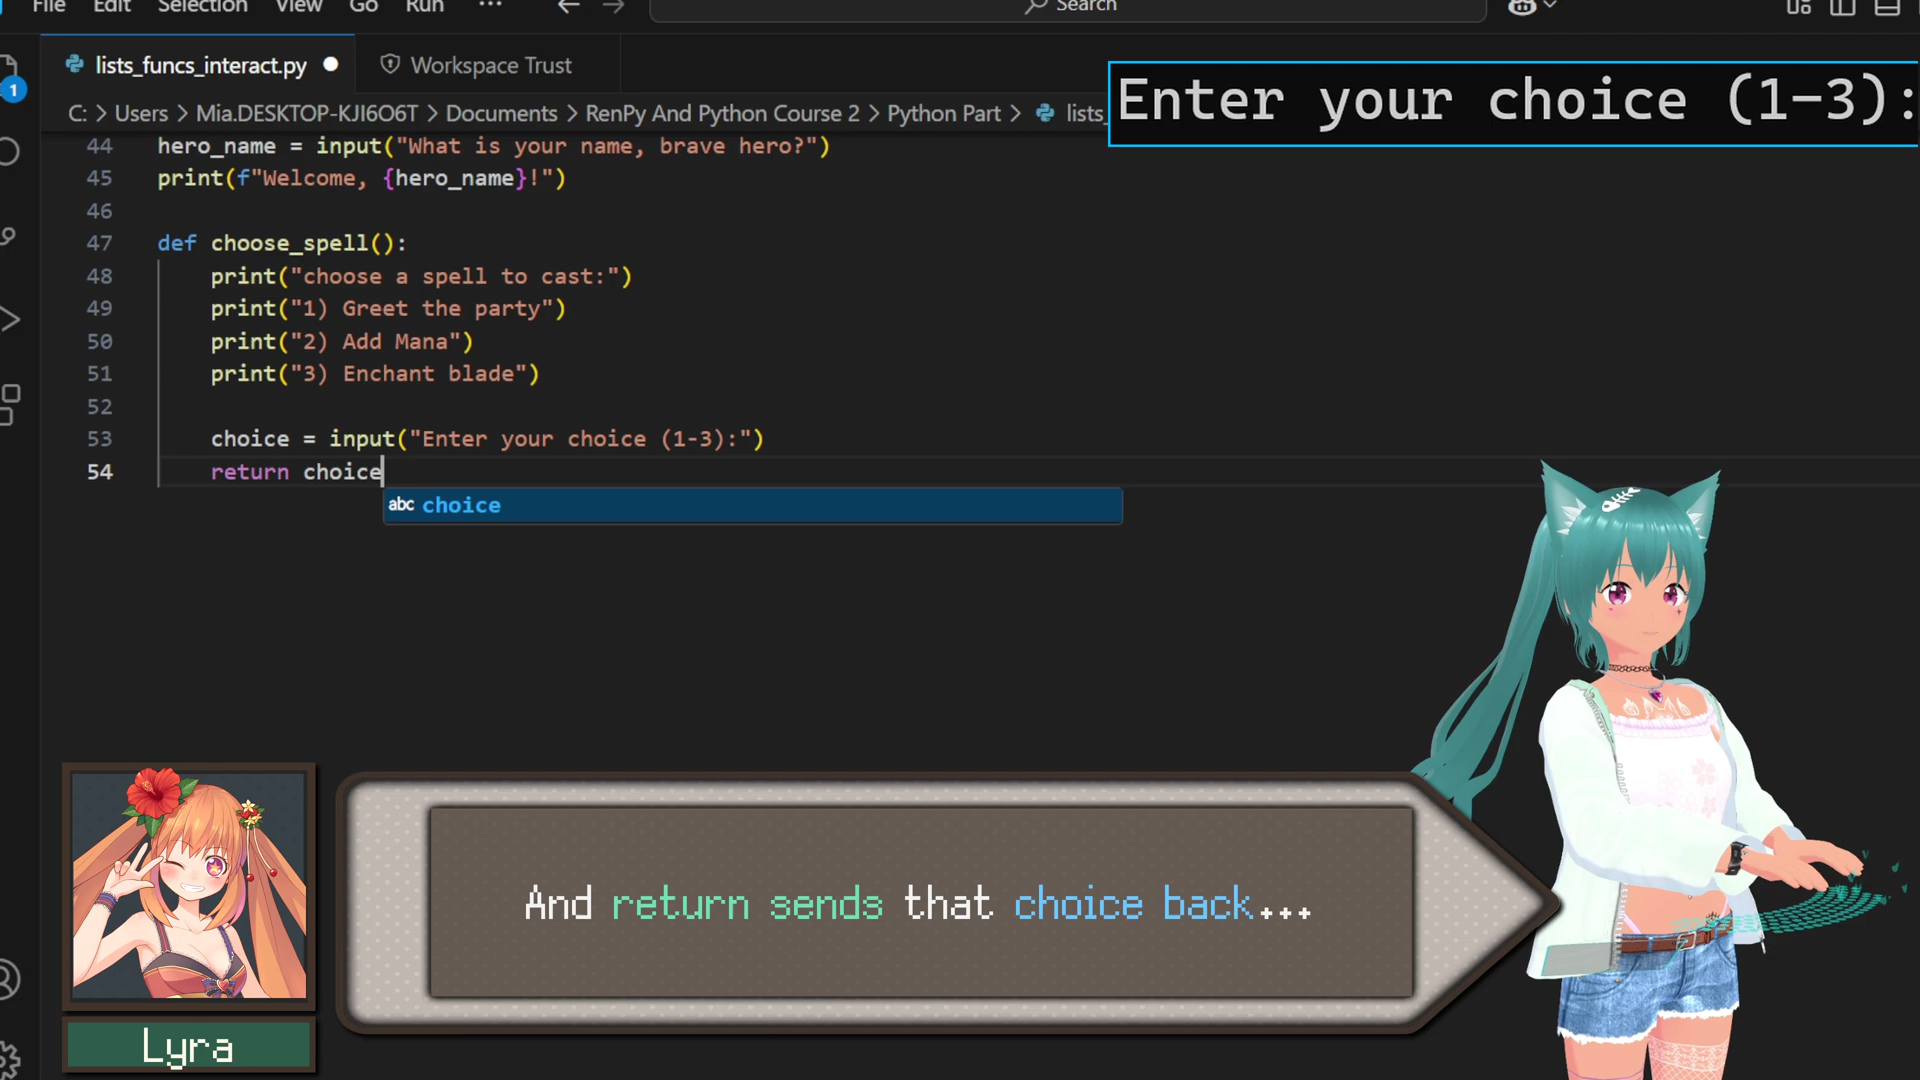 File Edit Selection View Go Run ... Search
lists_funcs_interact.py Workspace Trust
C: > Users > Mia.DESKTOP-KJI6O6T > Documents > RenPy And Python Course 2 > Python Part > lists_
Enter your choice (1-3):
44 hero_name = input("What is your name, brave hero?")
45 print(f"Welcome, {hero_name}!")
46
47 def choose_spell():
48 print("choose a spell to cast:")
49 print("1) Greet the party")
50 print("2) Add Mana")
51 print("3) Enchant blade")
52
53 choice = input("Enter your choice (1-3):")
54 return choice
abc choice
1
And return sends that choice back...
Lyra